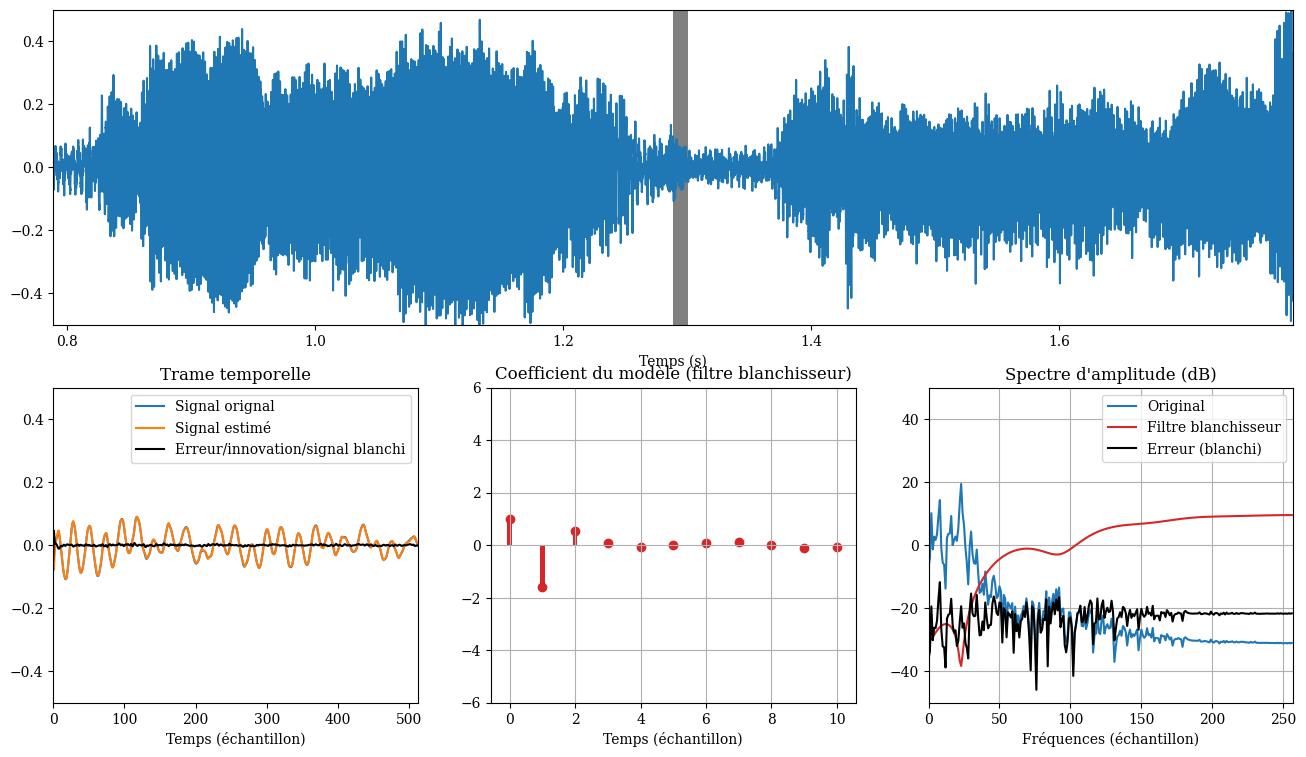 0.4
0.2
0.0
−0.2
−0.4
0.8 1.0 1.2 1.4 1.6
Temps (s)
Trame temporelle
0.4
0.2
0.0
−0.2
−0.4
Signal orignal
Signal estimé
Erreur/innovation/signal blanchi
0 100 200 300 400 500
Temps (échantillon)
Coefficient du modèle (filtre blanchisseur)
6
4
2
0
−2
−4
−6
0 2 4 6 8 10
Temps (échantillon)
Spectre d'amplitude (dB)
40
20
0
−20
−40
Original
Filtre blanchisseur
Erreur (blanchi)
0 50 100 150 200 250
Fréquences (échantillon)